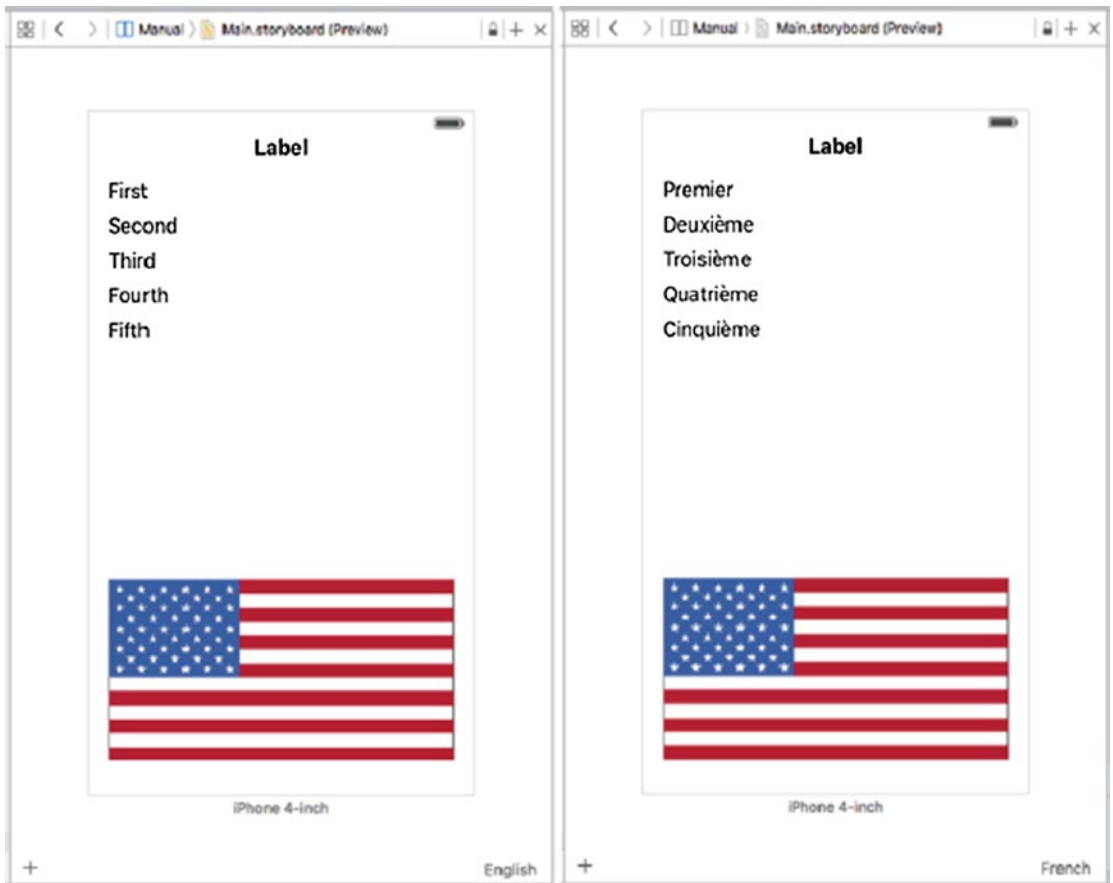 Manual
Main.storyboard (Preview)
Label
First
Second
Third
Fourth
Fifth
iPhone 4-inch
English
Manual
Main.storyboard (Preview)
Label
Premier
Deuxième
Troisième
Quatrième
Cinquième
iPhone 4-inch
French